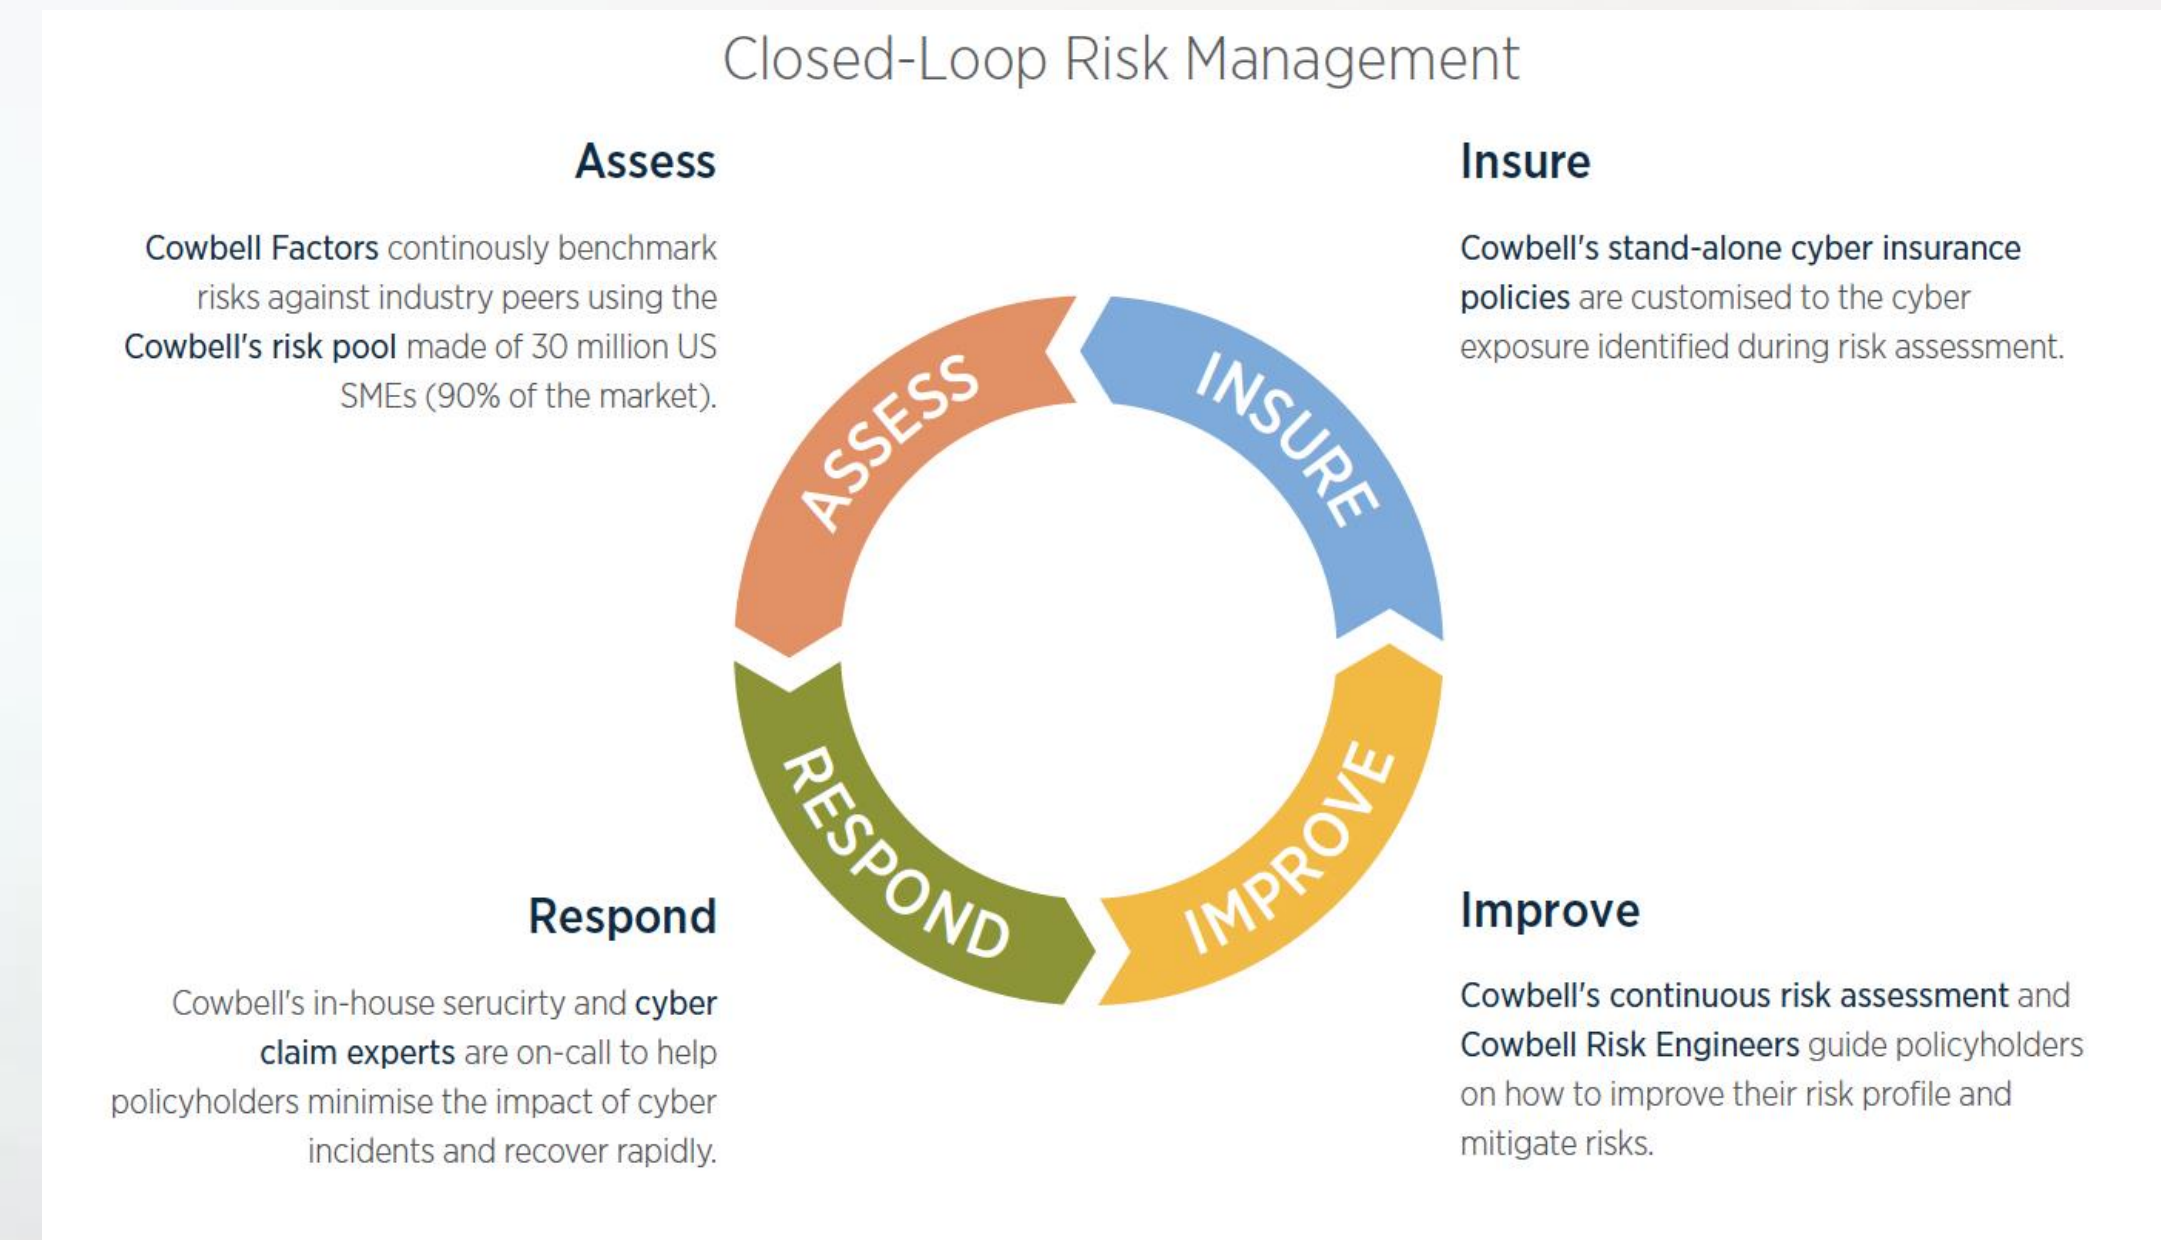 Closed-Loop Risk Management
Assess
Cowbell Factors continously benchmark
risks against industry peers using the
Cowbell's risk pool made of 30 million US
SMEs (90% of the market).
Insure
Cowbell's stand-alone cyber insurance
policies are customised to the cyber
exposure identified during risk assessment.
ASSESS
INSURE
RESPOND
IMPROVE
Respond
Cowbell's in-house serucirty and cyber
claim experts are on-call to help
policyholders minimise the impact of cyber
incidents and recover rapidly.
Improve
Cowbell's continuous risk assessment and
Cowbell Risk Engineers guide policyholders
on how to improve their risk profile and
mitigate risks.